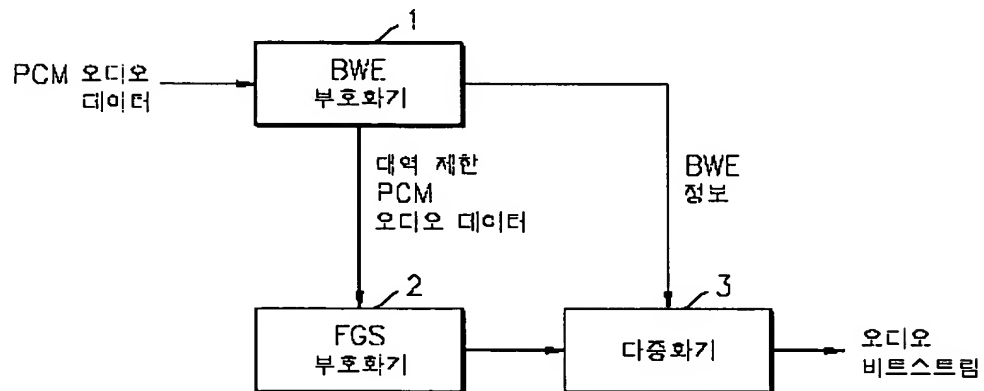 1
PCM 오디오
데이터
BWE
부호화기
대역 제한
PCM
오디오 데이터
BWE
정보
2
FGS
부호화기
3
다중화기
오디오
비트스트림